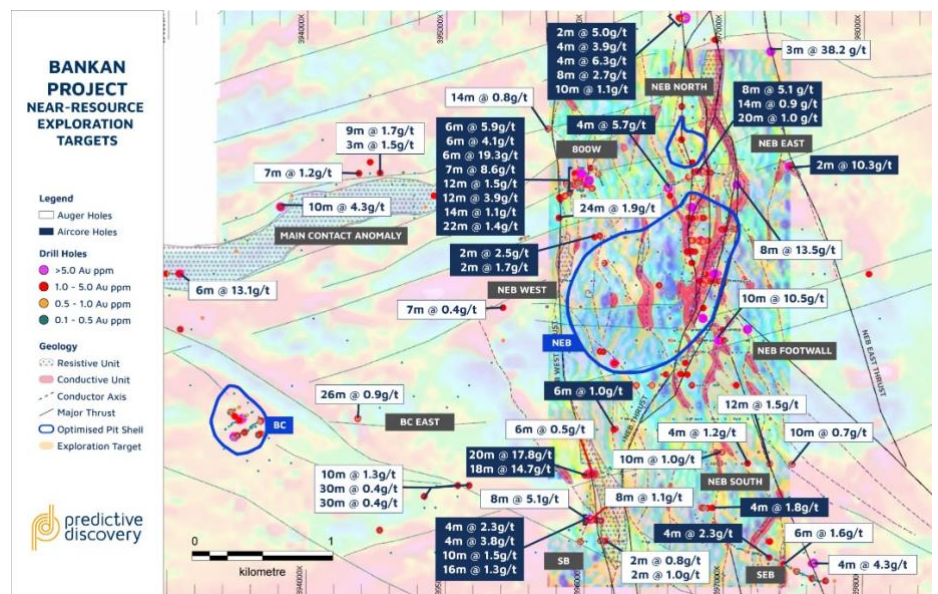 BANKAN
PROJECT
NEAR-RESOURCE
EXPLORATION
TARGETS
Legend
Auger Holes
Aircore Holes
Drill Holes
>5.0 Au ppm
1.0 - 5.0 Au ppm
0.5 - 1.0 Au ppm
0.1 - 0.5 Au ppm
Geology
Resistive Unit
Conductive Unit
Conductor Axis
Major Thrust
Optimised Pit Shell
Exploration Target
predictive
discovery
394000X
395000X
397000X
398000X
2m @ 5.0g/t
4m @ 3.9g/t
4m @ 6.3g/t
8m @ 2.7g/t
10m @ 1.1g/t
NEB NORTH
3m @ 38.2 g/t
14m @ 0.8g/t
8m @ 5.1 g/t
14m @ 0.9 g/t
20m @ 1.0 g/t
4m @ 5.7g/t
NEB EAST
9m @ 1.7g/t
3m @ 1.5g/t
6m @ 5.9g/t
6m @ 4.1g/t
6m @ 19.3g/t
7m @ 8.6g/t
12m @ 1.5g/t
12m @ 3.9g/t
14m @ 1.1g/t
22m @ 1.4g/t
800W
2m @ 10.3g/t
7m @ 1.2g/t
10m @ 4.3g/t
24m @ 1.9g/t
MAIN CONTACT ANOMALY
2m @ 2.5g/t
2m @ 1.7g/t
8m @ 13.5g/t
6m @ 13.1g/t
NEB WEST
10m @ 10.5g/t
7m @ 0.4g/t
NEB
NEB FOOTWALL
NEB EAST THRUST
26m @ 0.9g/t
6m @ 1.0g/t
12m @ 1.5g/t
BC
BC EAST
6m @ 0.5g/t
4m @ 1.2g/t
10m @ 0.7g/t
20m @ 17.8g/t
18m @ 14.7g/t
10m @ 1.0g/t
10m @ 1.3g/t
30m @ 0.4g/t
30m @ 0.4g/t
NEB SOUTH
8m @ 5.1g/t
8m @ 1.1g/t
4m @ 1.8g/t
4m @ 2.3g/t
4m @ 3.8g/t
10m @ 1.5g/t
16m @ 1.3g/t
4m @ 2.3g/t
6m @ 1.6g/t
0
1
kilometre
SB
2m @ 0.8g/t
2m @ 1.0g/t
SEB
4m @ 4.3g/t
394000X
397000X